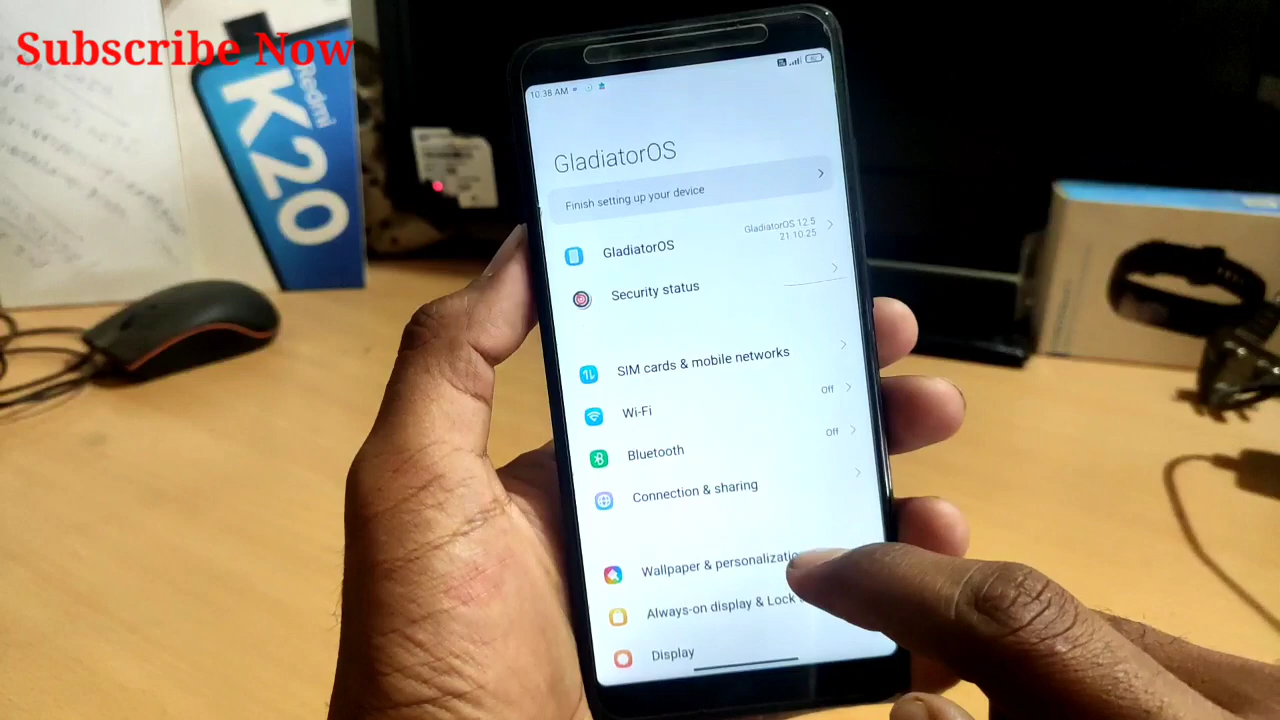 Subscribe Now
Redmi
K20
10.38 AM
GladiatorOS
Finish setting up your device
GladiatorOS
GladiatorOS 12.5
21.10.25
Security status
SIM cards & mobile networks
Wi-Fi
Off
Bluetooth
Off
Connection & sharing
Wallpaper & personalizatio
Always-on display & Lock
Display